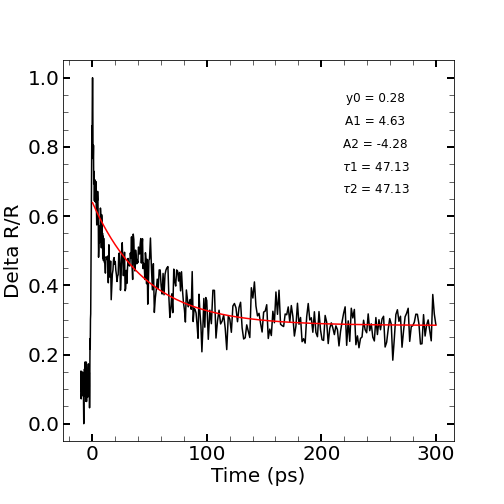 1.0
0.8
0.6
0.4
0.2
0.0
Delta R/R
y0 = 0.28
A1 = 4.63
A2 = -4.28
τ1 = 47.13
τ2 = 47.13
0 100 200 300
Time (ps)